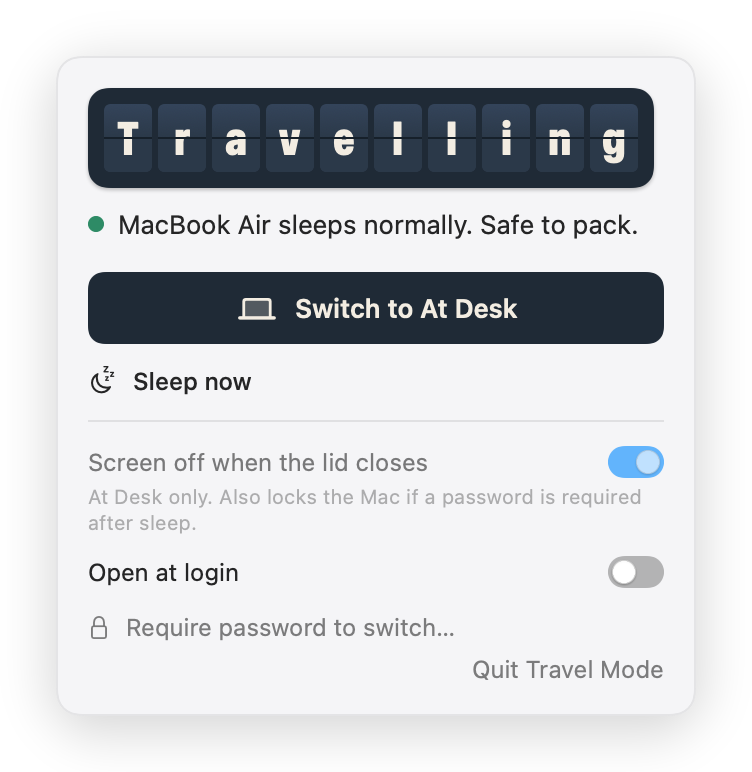 Travelling
MacBook Air sleeps normally. Safe to pack.
Switch to At Desk
Sleep now
Screen off when the lid closes
At Desk only. Also locks the Mac if a password is required
after sleep.
Open at login
Require password to switch...
Quit Travel Mode